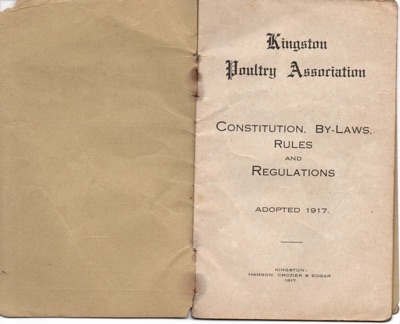 Kingston
Poultry Association
CONSTITUTION, BY-LAWS,
RULES
AND
REGULATIONS
ADOPTED 1917.
KINGSTON:
HANSON, CROZIER & EDGAR
1917.